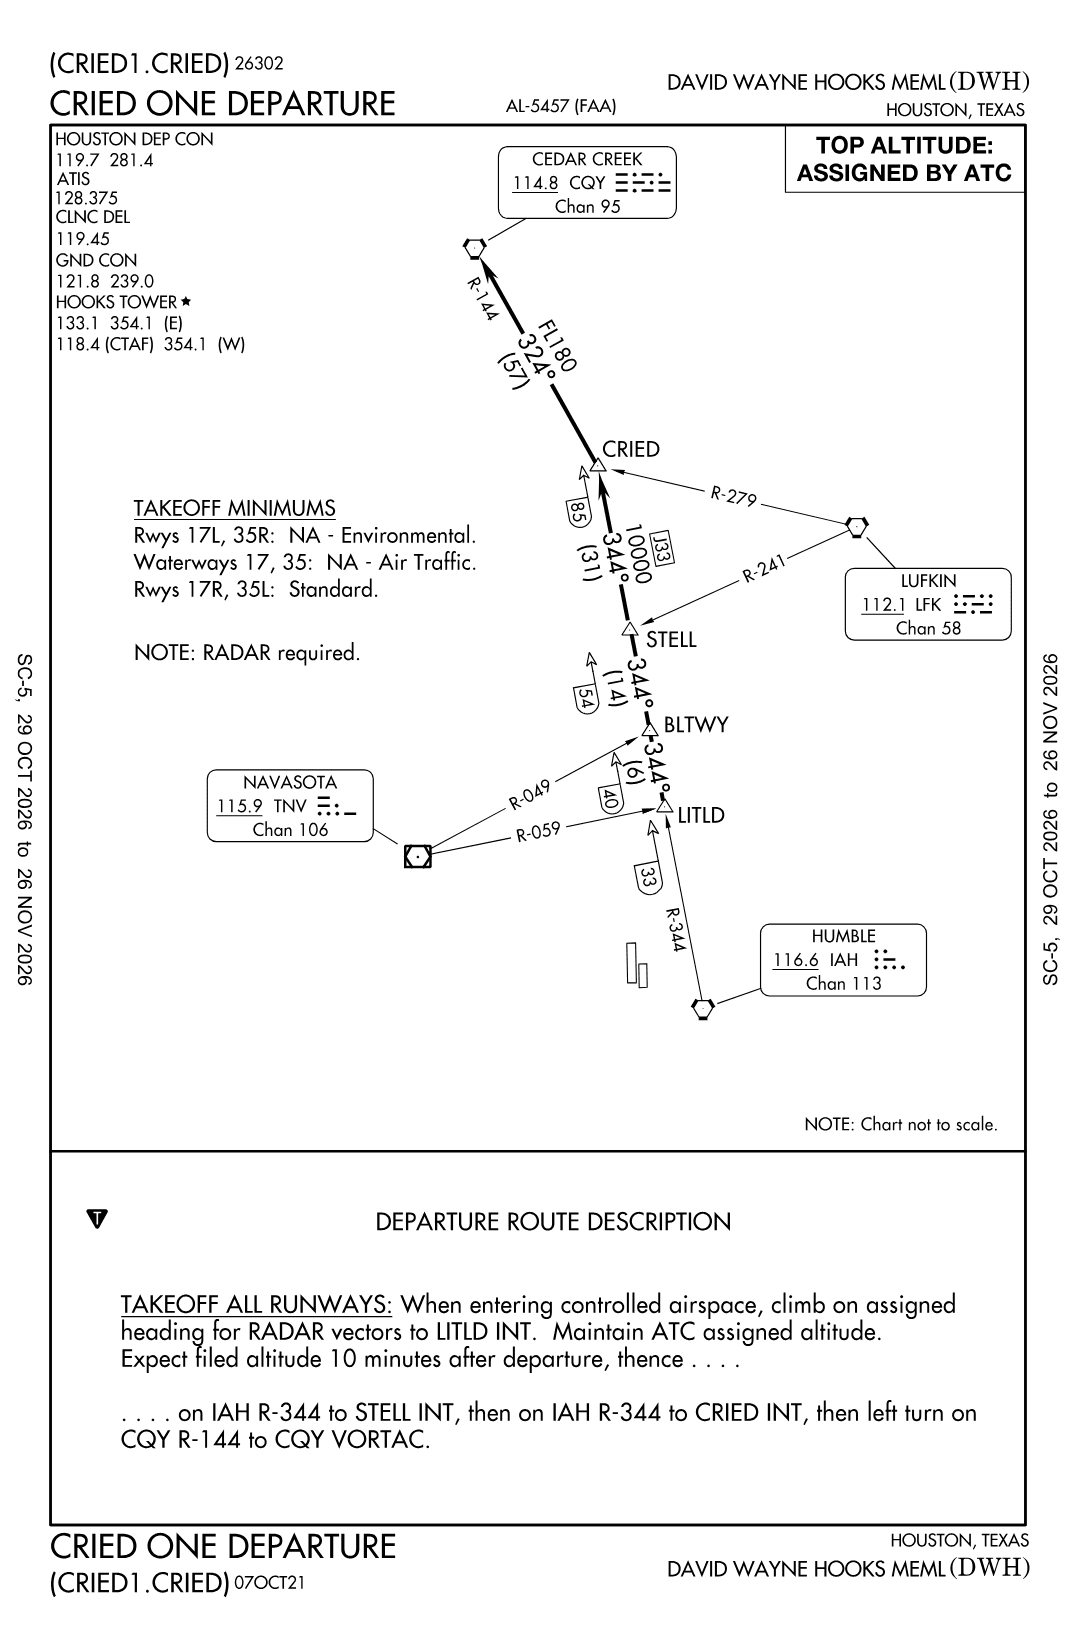 (CRIED1.CRIED) 26302
CRIED ONE DEPARTURE
AL-5457 (FAA)
DAVID WAYNE HOOKS MEML (DWH)
HOUSTON, TEXAS
HOUSTON DEP CON
119.7 281.4
ATIS
128.375
CLNC DEL
119.45
GND CON
121.8 239.0
HOOKS TOWER ★
133.1 354.1 (E)
118.4 (CTAF) 354.1 (W)
TOP ALTITUDE:
ASSIGNED BY ATC
CEDAR CREEK
114.8 CQY
Chan 95
R-144
FL180
324°
(57)
CRIED
85
R-279
J33
10000
344°
(31)
R-241
LUFKIN
112.1 LFK
Chan 58
TAKEOFF MINIMUMS
Rwys 17L, 35R: NA - Environmental.
Waterways 17, 35: NA - Air Traffic.
Rwys 17R, 35L: Standard.
NOTE: RADAR required.
STELL
54
344°
(14)
BLTWY
344°
(6)
40
NAVASOTA
115.9 TNV
Chan 106
R-049
R-059
LITLD
33
R-344
HUMBLE
116.6 IAH
Chan 113
NOTE: Chart not to scale.
SC-5, 29 OCT 2026 to 26 NOV 2026
SC-5, 29 OCT 2026 to 26 NOV 2026
T
DEPARTURE ROUTE DESCRIPTION
TAKEOFF ALL RUNWAYS: When entering controlled airspace, climb on assigned
heading for RADAR vectors to LITLD INT. Maintain ATC assigned altitude.
Expect filed altitude 10 minutes after departure, thence . . . .
. . . . on IAH R-344 to STELL INT, then on IAH R-344 to CRIED INT, then left turn on
CQY R-144 to CQY VORTAC.
CRIED ONE DEPARTURE
(CRIED1.CRIED) 07OCT21
HOUSTON, TEXAS
DAVID WAYNE HOOKS MEML (DWH)